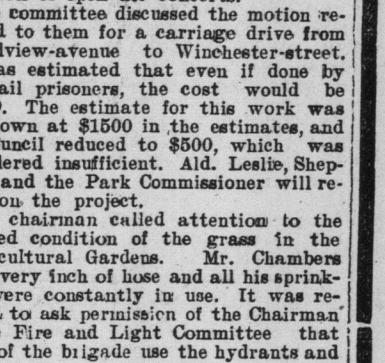 committee discussed the motion re-
d to them for a carriage drive from
lview-avenue to Winchester-street.
as estimated that even if done by
ail prisoners, the cost would be
. The estimate for this work was
own at $1500 in the estimates, and
uncil reduced to $500, which was
dered insufficient. Ald. Leslie, Shep-
and the Park Commissioner will re-
on the project.
chairman called attention to the
ed condition of the grass in the
cultural Gardens. Mr. Chambers
very inch of hose and all his sprink-
were constantly in use. It was re-
to ask permission of the Chairman
Fire and Light Committee that
of the brigade use the hydrants and